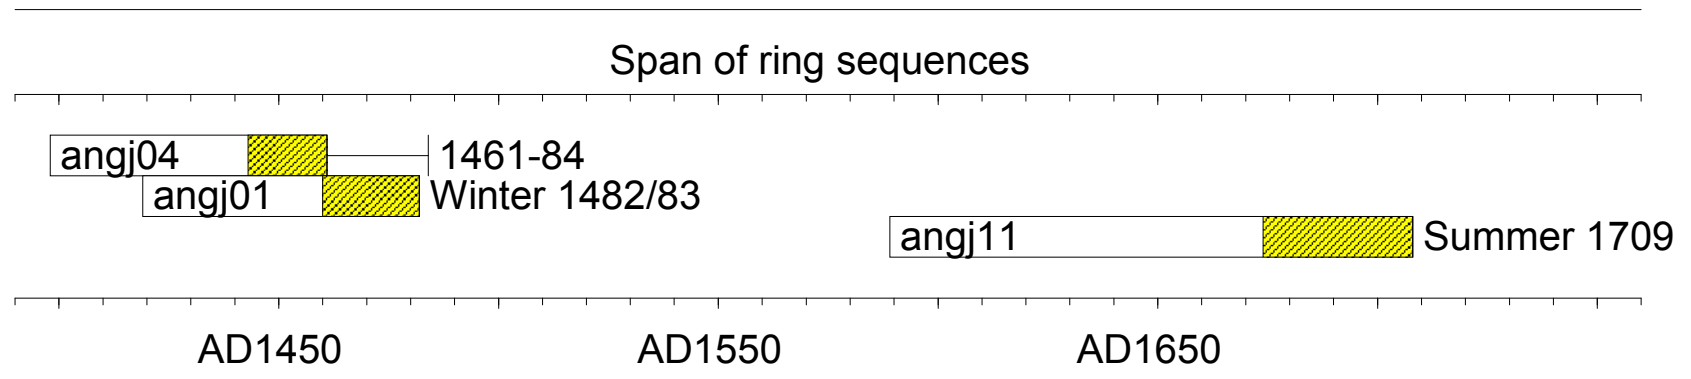 Span of ring sequences
angj04 1461-84
angj01 Winter 1482/83
angj11 Summer 1709
AD1450 AD1550 AD1650